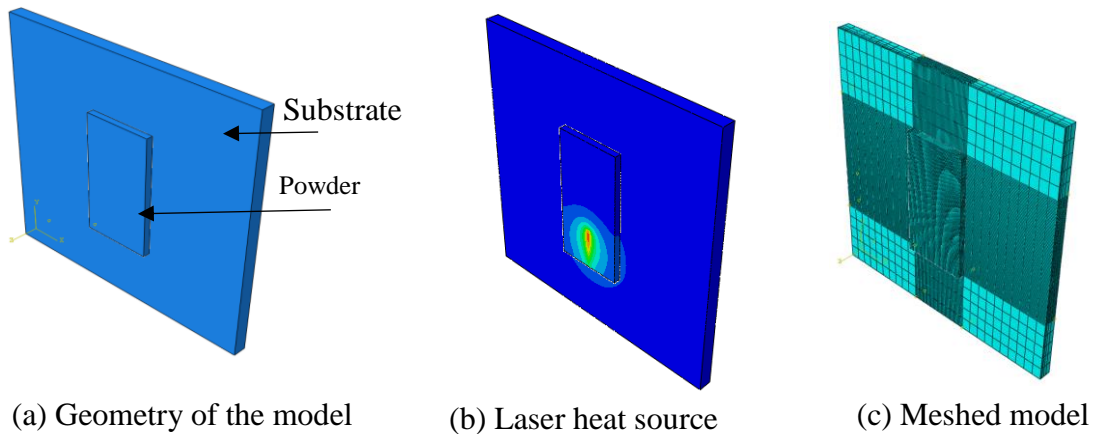 Substrate
Powder
(a) Geometry of the model
(b) Laser heat source
(c) Meshed model